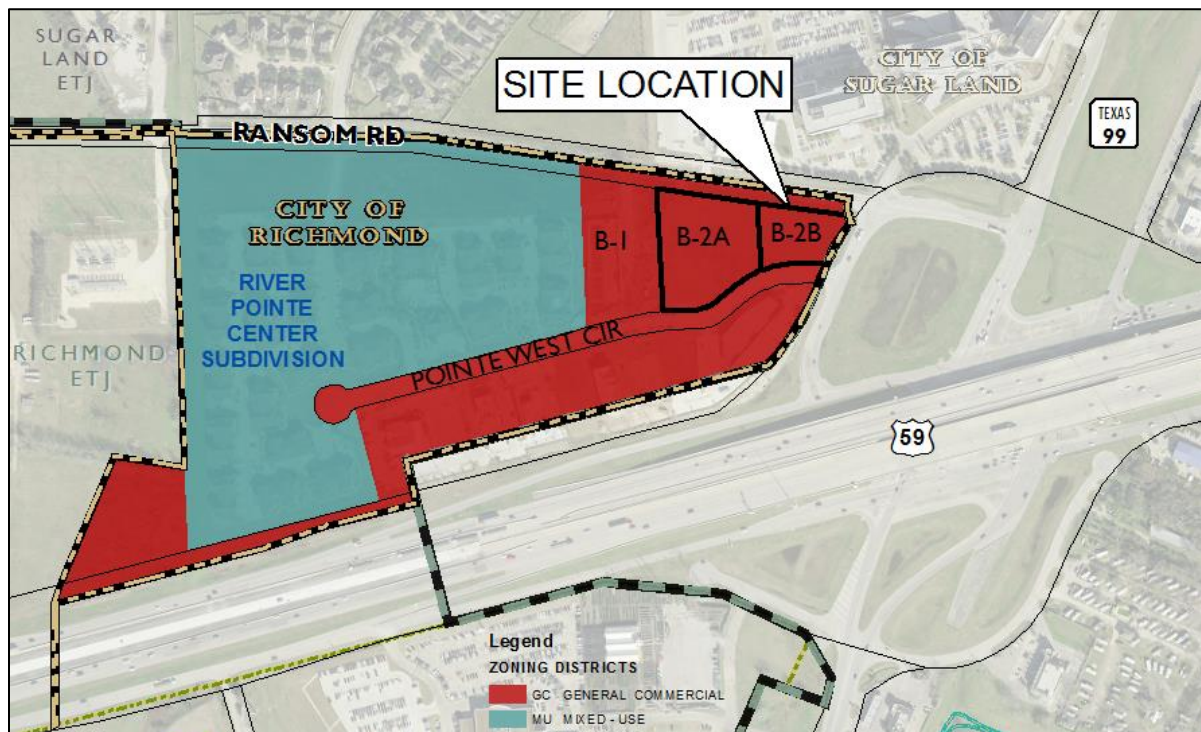 SUGAR
LAND
ETJ
CITY OF
SUGAR LAND
SITE LOCATION
TEXAS
99
RANSOM RD
CITY OF
RICHMOND
B-1
B-2A
B-2B
RIVER
POINTE
CENTER
SUBDIVISION
RICHMOND
ETJ
POINTE WEST CIR
59
Legend
ZONING DISTRICTS
GC GENERAL COMMERCIAL
MU MIXED-USE